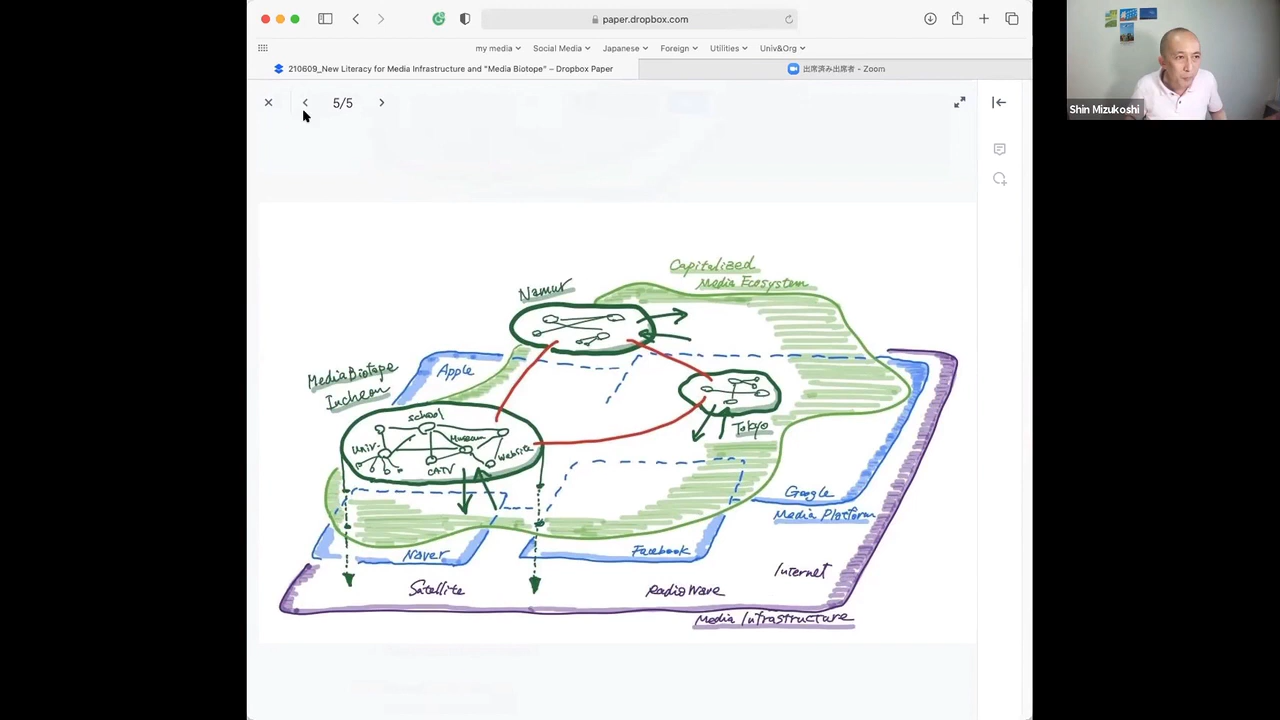 paper.dropbox.com
my media
Social Media
Japanese
Foreign
Utilities
Univ&Org
210609_New Literacy for Media Infrastructure and "Media Biotope" – Dropbox Paper
出席済み出席者 - Zoom
5/5
Shin Mizukoshi
Capitalized
Media Ecosystem
Namur
Apple
Media Biotope
Incheon
school
Univ.
Museum
Website
CATV
Tokyo
Google
Media Platform
Naver
Facebook
Internet
Satellite
Radio Wave
Media Infrastructure